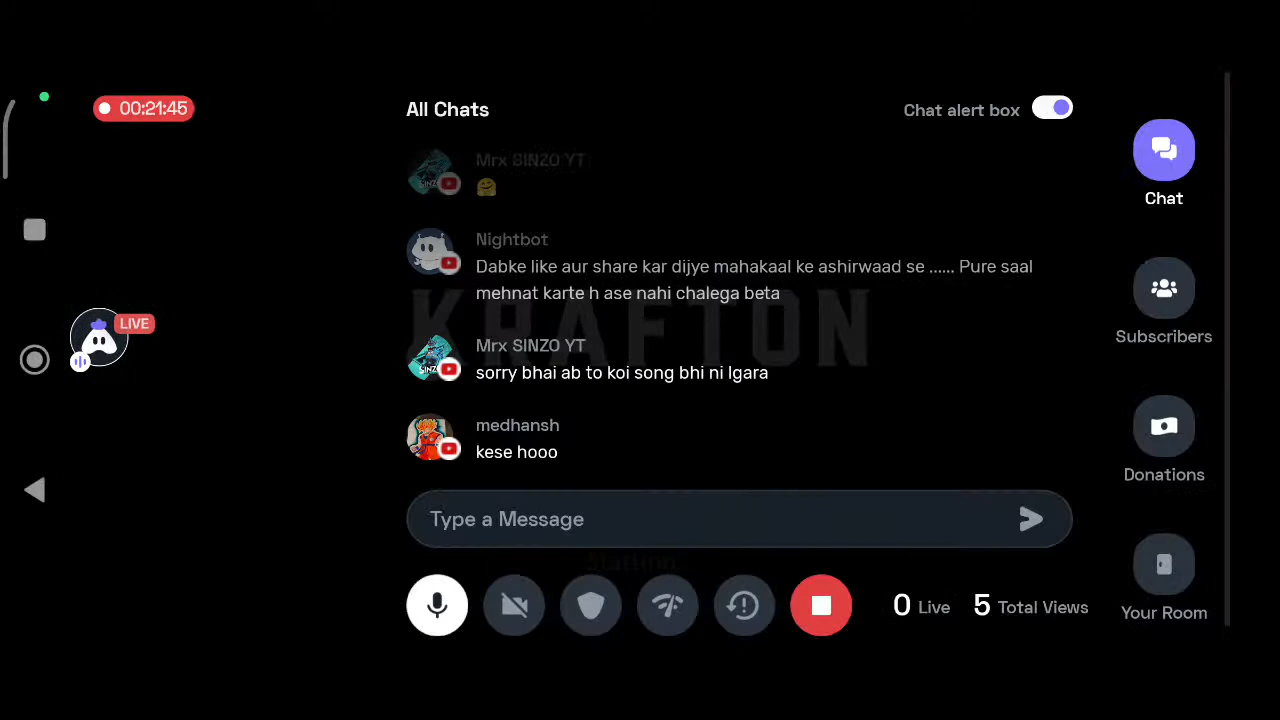 00:21:45
All Chats
Chat alert box
Mrx SINZO YT
🤗
Nightbot
Dabke like aur share kar dijye mahakaal ke ashirwaad se ...... Pure saal
mehnat karte h ase nahi chalega beta
KRAFTON
Mrx SINZO YT
sorry bhai ab to koi song bhi ni lgara
medhansh
kese hooo
LIVE
Type a Message
0 Live
5 Total Views
Chat
Subscribers
Donations
Your Room